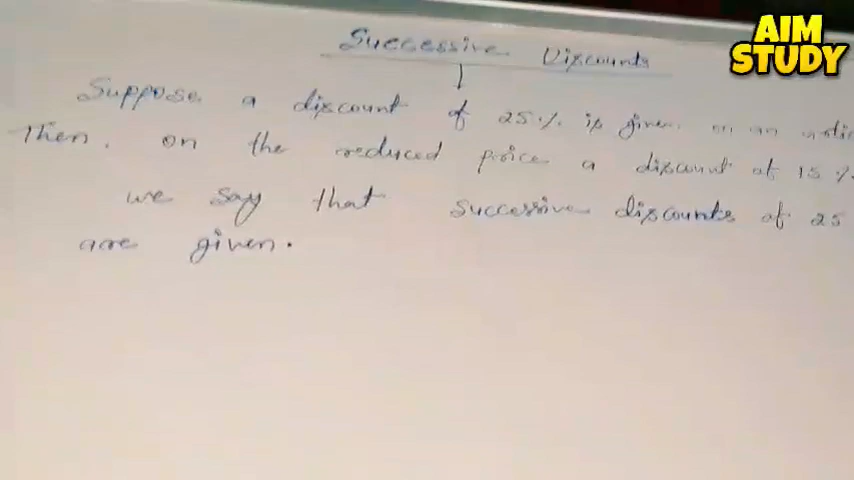 AIM
STUDY
Successive Discounts
Suppose a discount of 25% is given on an
Then, on the reduced price a discount of 15%
we say that successive discounts of 25
are given.